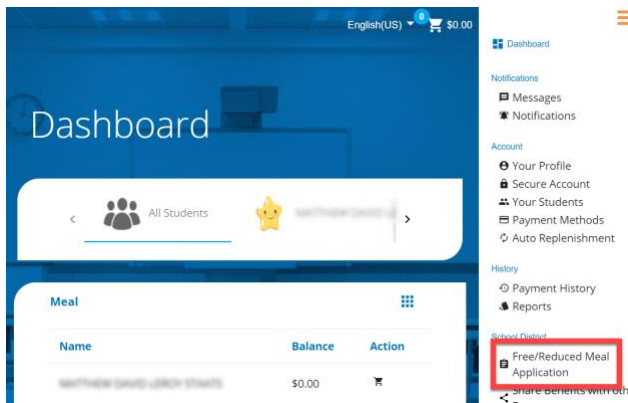 English(US)
0
$0.00
Dashboard
All Students
Meal
Name Balance Action
$0.00
Dashboard
Notifications
Messages
Notifications
Account
Your Profile
Secure Account
Your Students
Payment Methods
Auto Replenishment
History
Payment History
Reports
School District
Free/Reduced Meal
Application
Share Benefits with